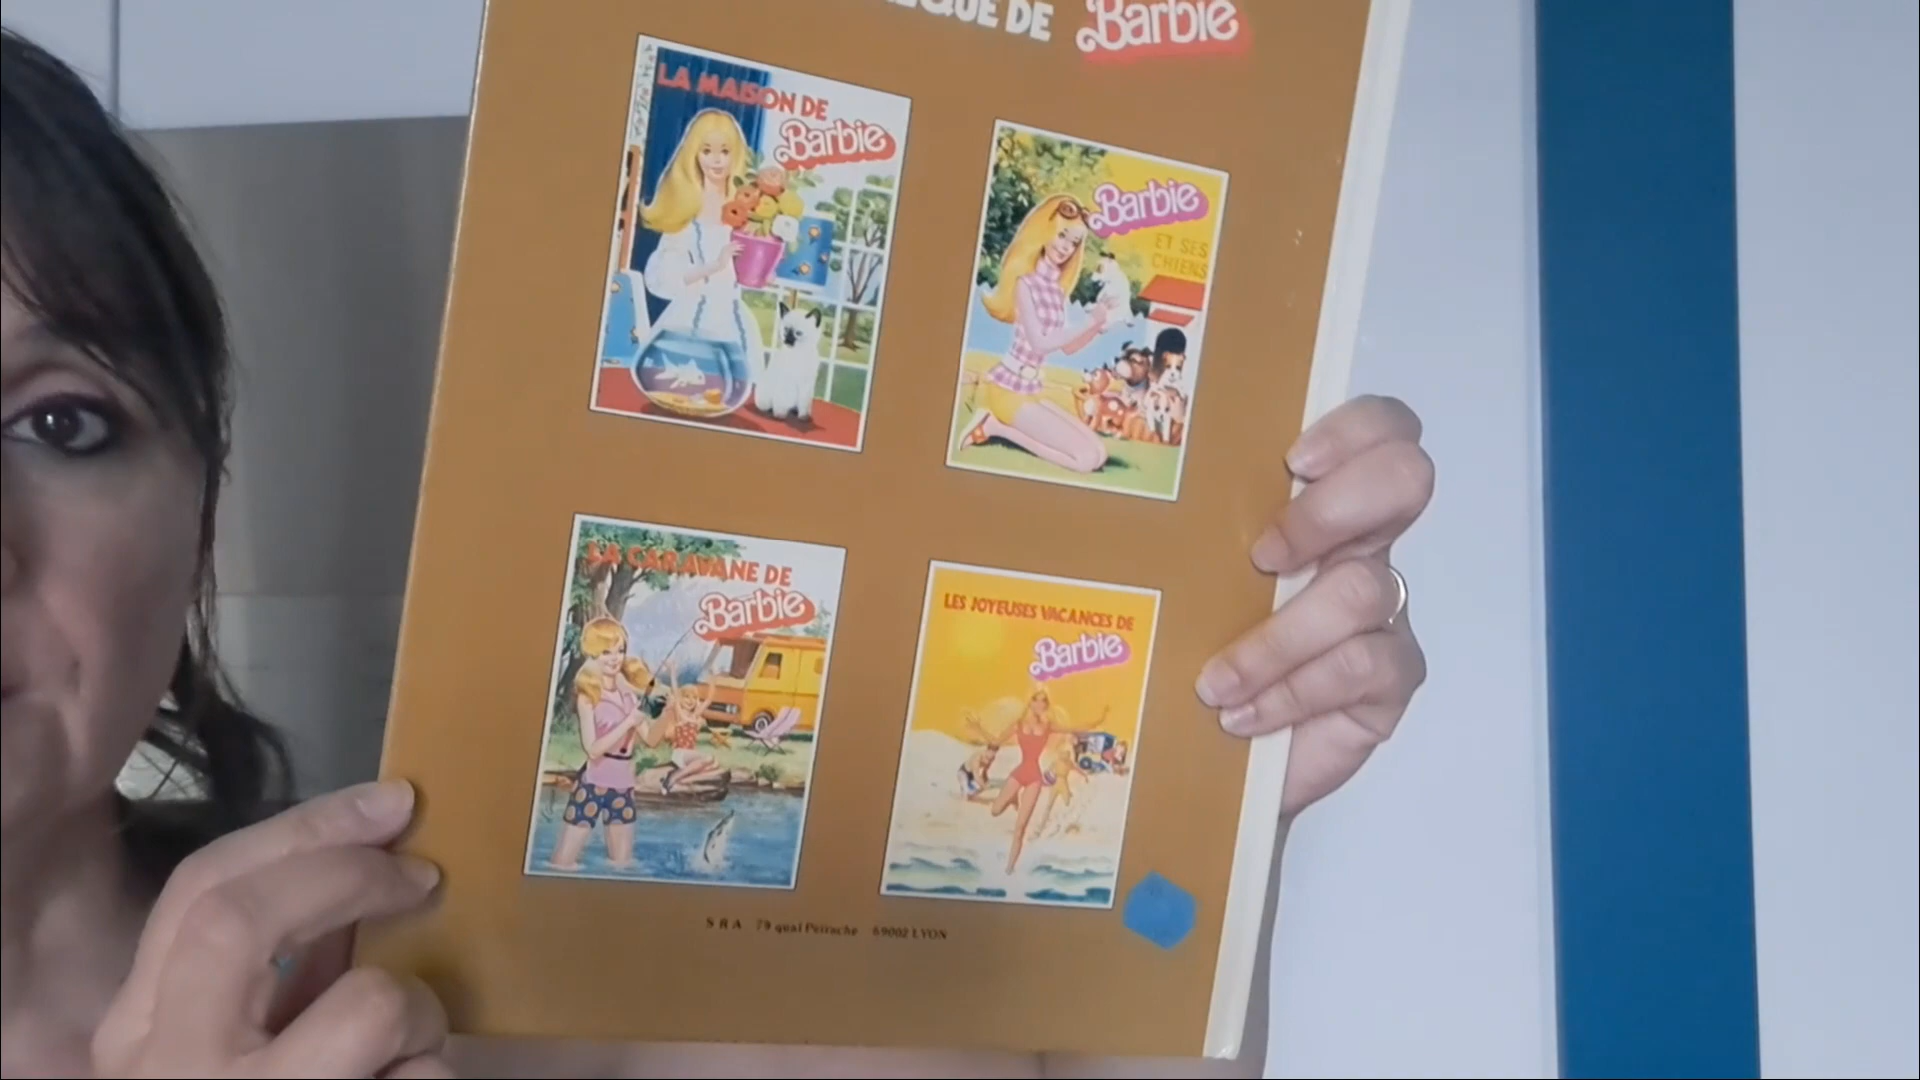 DE Barbie
LA MAISON DE
Barbie
Barbie
ET SES
CHIENS
LA CARAVANE DE
Barbie
LES JOYEUSES VACANCES DE
Barbie
S R A 79 quai Perrache 69002 LYON